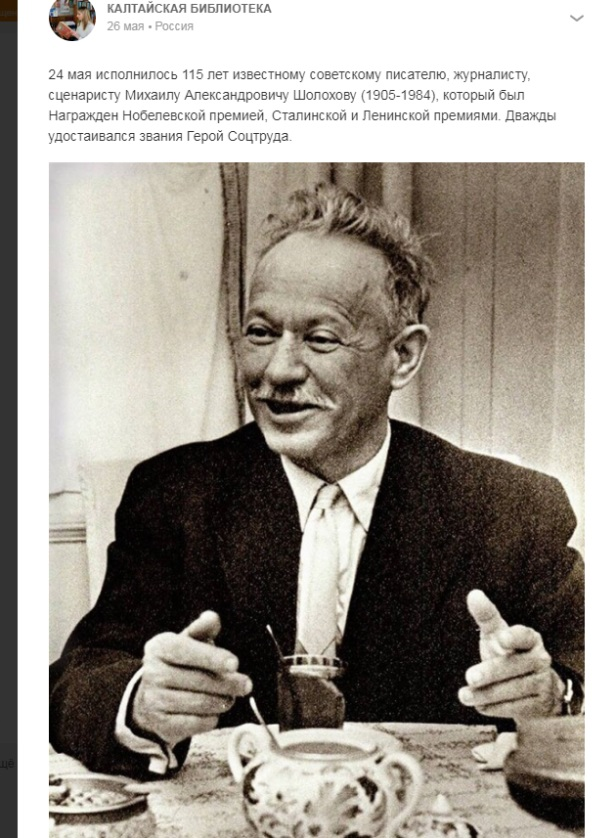 КАЛТАЙСКАЯ БИБЛИОТЕКА
26 мая • Россия
24 мая исполнилось 115 лет известному советскому писателю, журналисту,
сценаристу Михаилу Александровичу Шолохову (1905-1984), который был
Награжден Нобелевской премией, Сталинской и Ленинской премиями. Дважды
удостаивался звания Герой Соцтруда.
щё